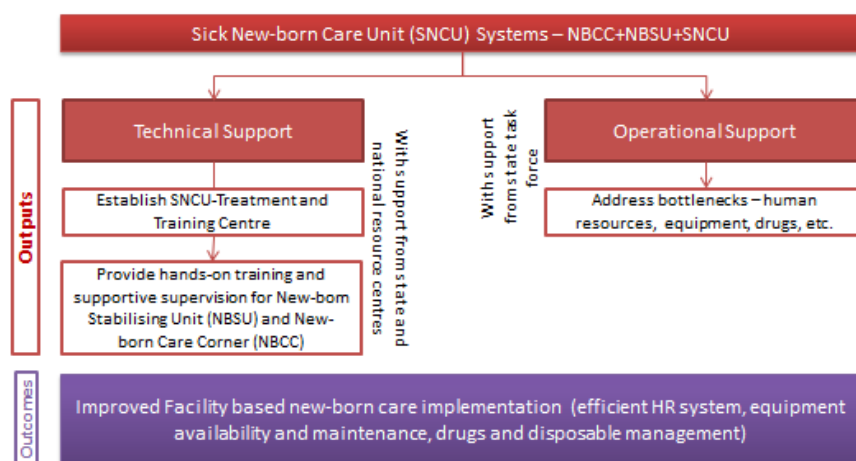 Sick New-born Care Unit (SNCU) Systems – NBCC+NBSU+SNCU
Outputs
Technical Support
Establish SNCU-Treatment and
Training Centre
Provide hands-on training and
supportive supervision for New-born
Stabilising Unit (NBSU) and New-
born Care Corner (NBCC)
With support from state and
national resource centres
With support
from state task
force
Operational Support
Address bottlenecks – human
resources, equipment, drugs, etc.
Outcomes
Improved Facility based new-born care implementation (efficient HR system, equipment
availability and maintenance, drugs and disposable management)